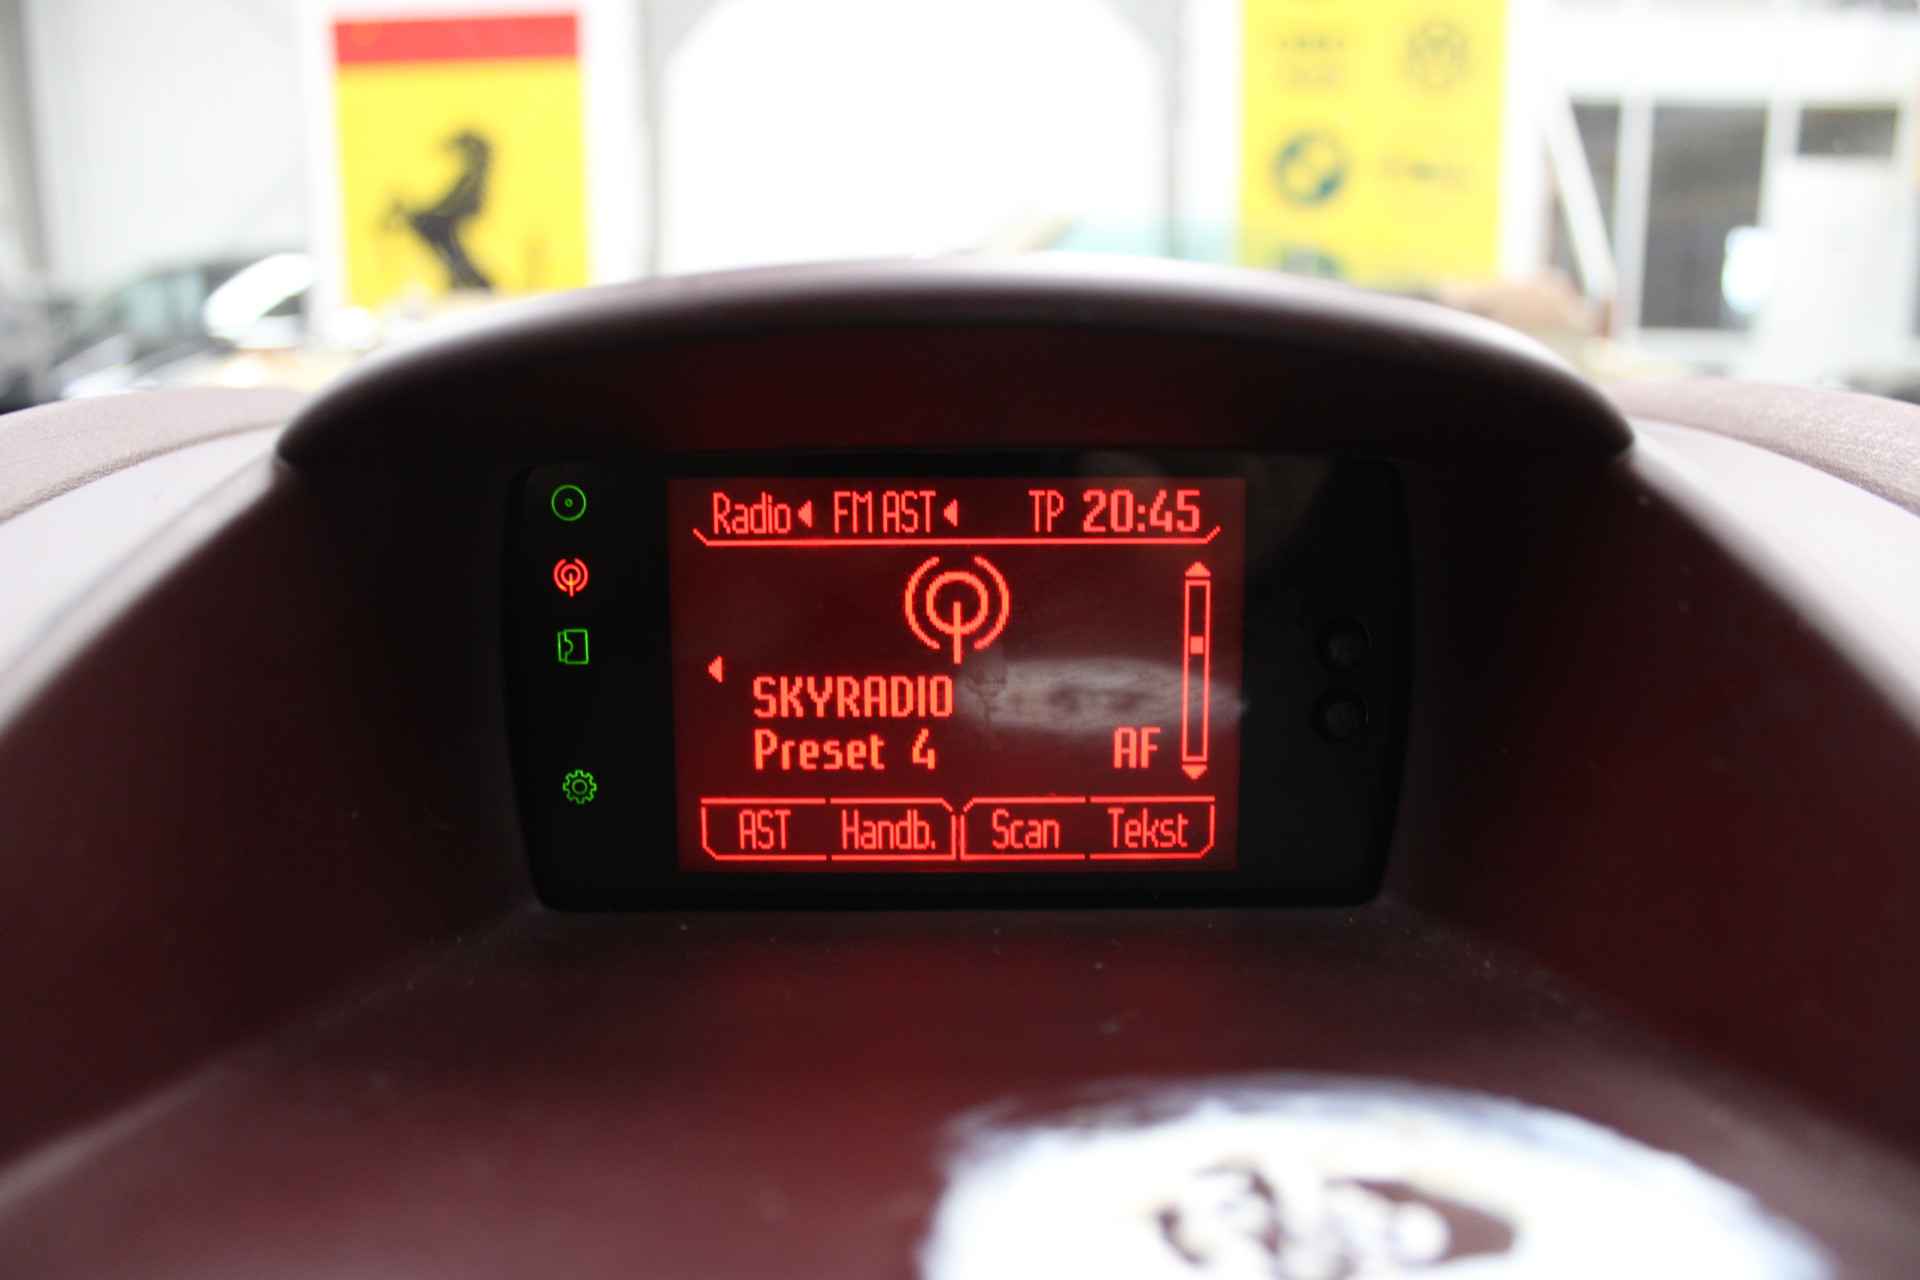 Radio FM AST TP 20:45
SKYRADIO
Preset 4 AF
AST Handb. Scan Tekst